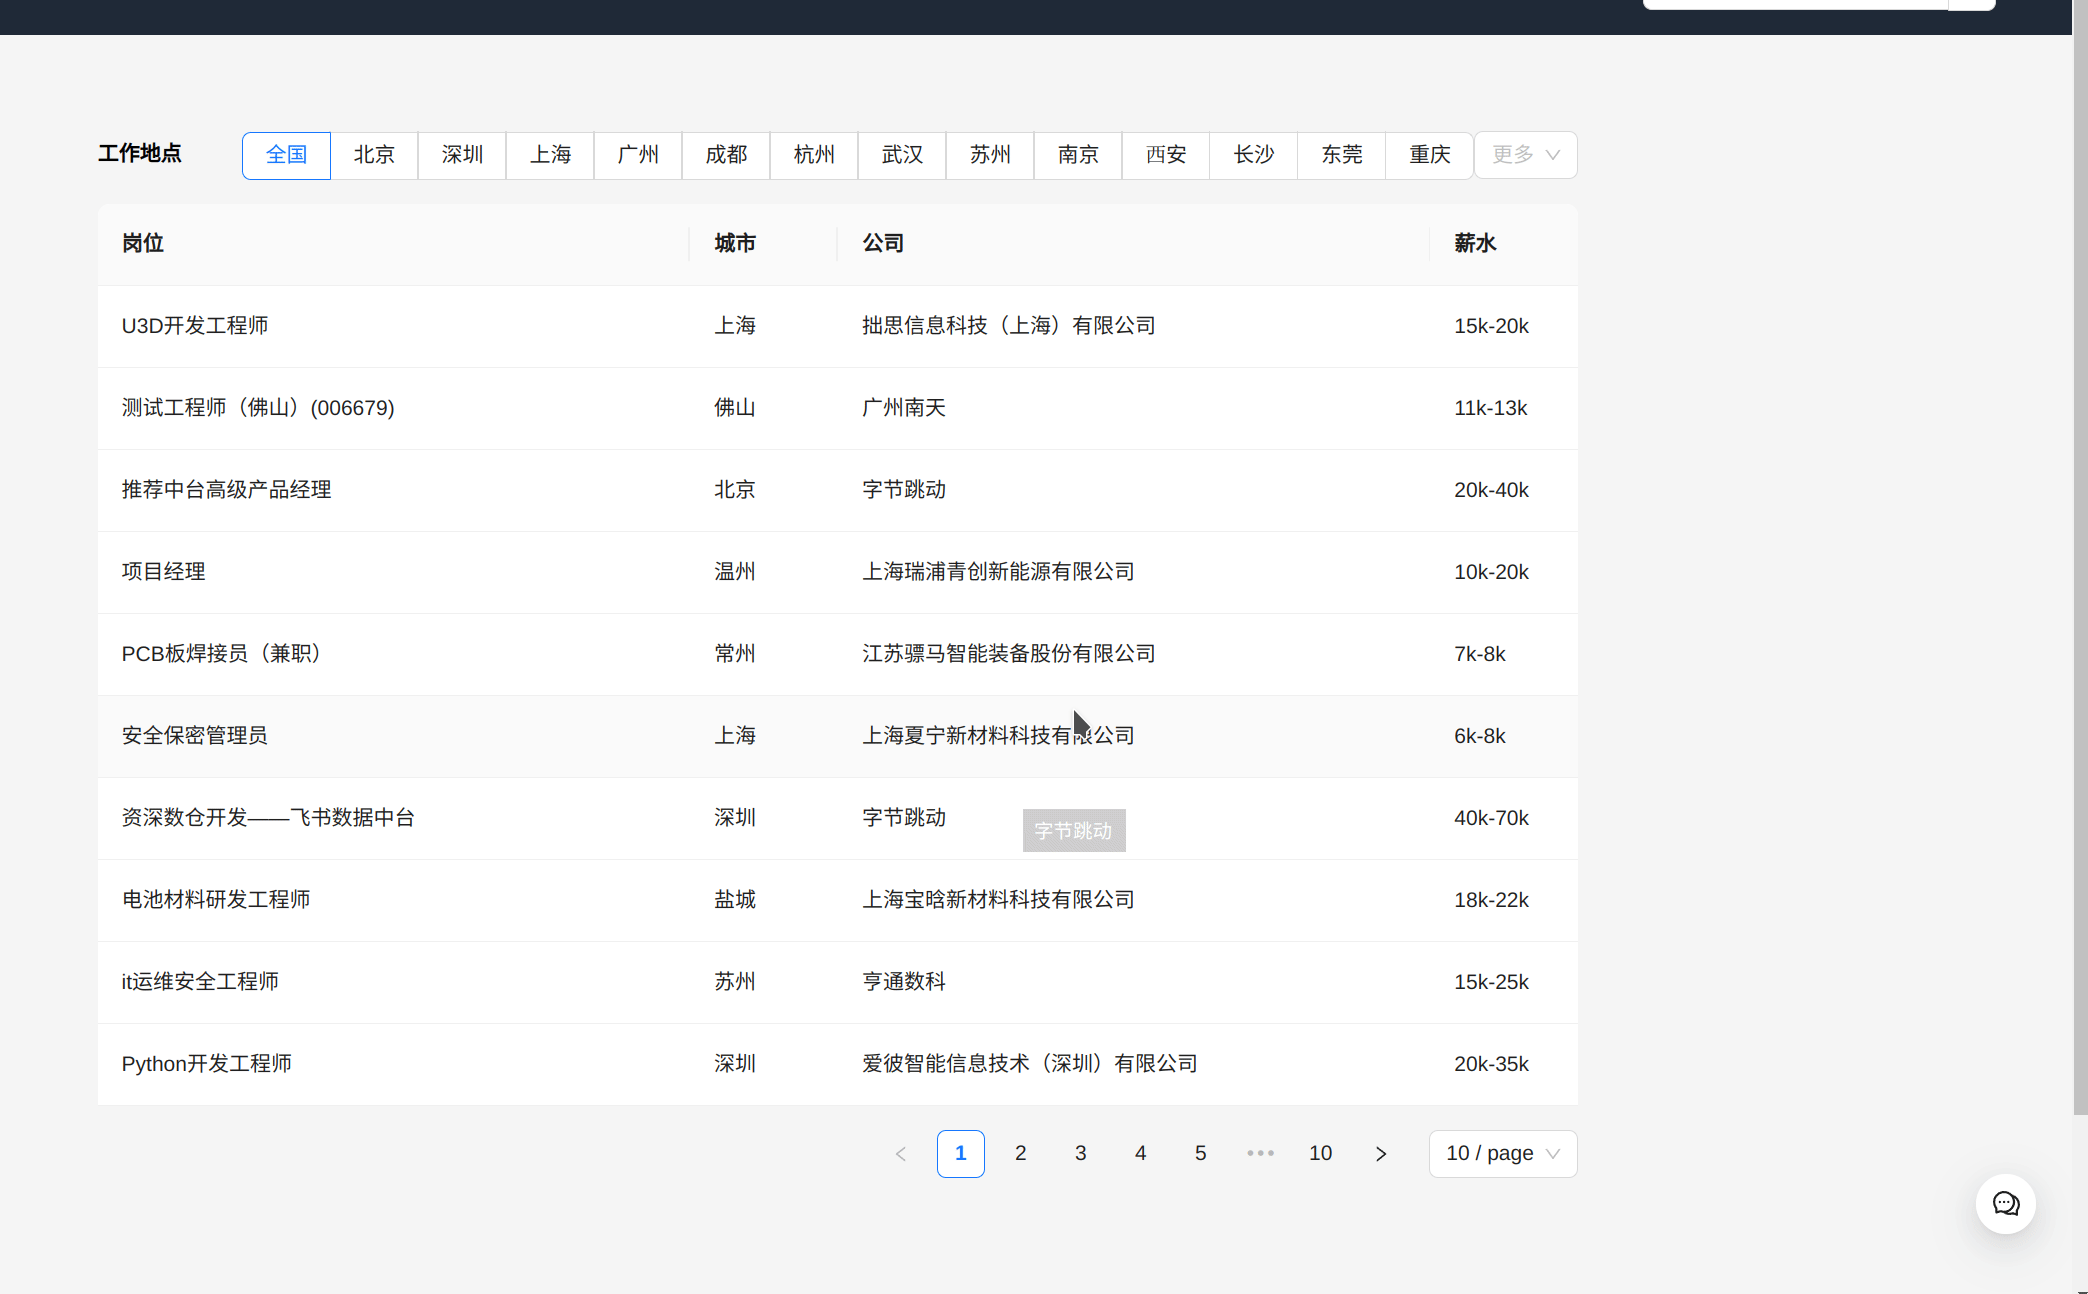 工作地点 全国 北京 深圳 上海 广州 成都 杭州 武汉 苏州 南京 西安 长沙 东莞 重庆 更多
岗位 城市 公司 薪水
U3D开发工程师 上海 拙思信息科技（上海）有限公司 15k-20k
测试工程师（佛山）(006679) 佛山 广州南天 11k-13k
推荐中台高级产品经理 北京 字节跳动 20k-40k
项目经理 温州 上海瑞浦青创新能源有限公司 10k-20k
PCB板焊接员（兼职） 常州 江苏骠马智能装备股份有限公司 7k-8k
安全保密管理员 上海 上海夏宁新材料科技有限公司 6k-8k
资深数仓开发——飞书数据中台 深圳 字节跳动 40k-70k
字节跳动
电池材料研发工程师 盐城 上海宝晗新材料科技有限公司 18k-22k
it运维安全工程师 苏州 亨通数科 15k-25k
Python开发工程师 深圳 爱彼智能信息技术（深圳）有限公司 20k-35k
1 2 3 4 5 ••• 10 10 / page